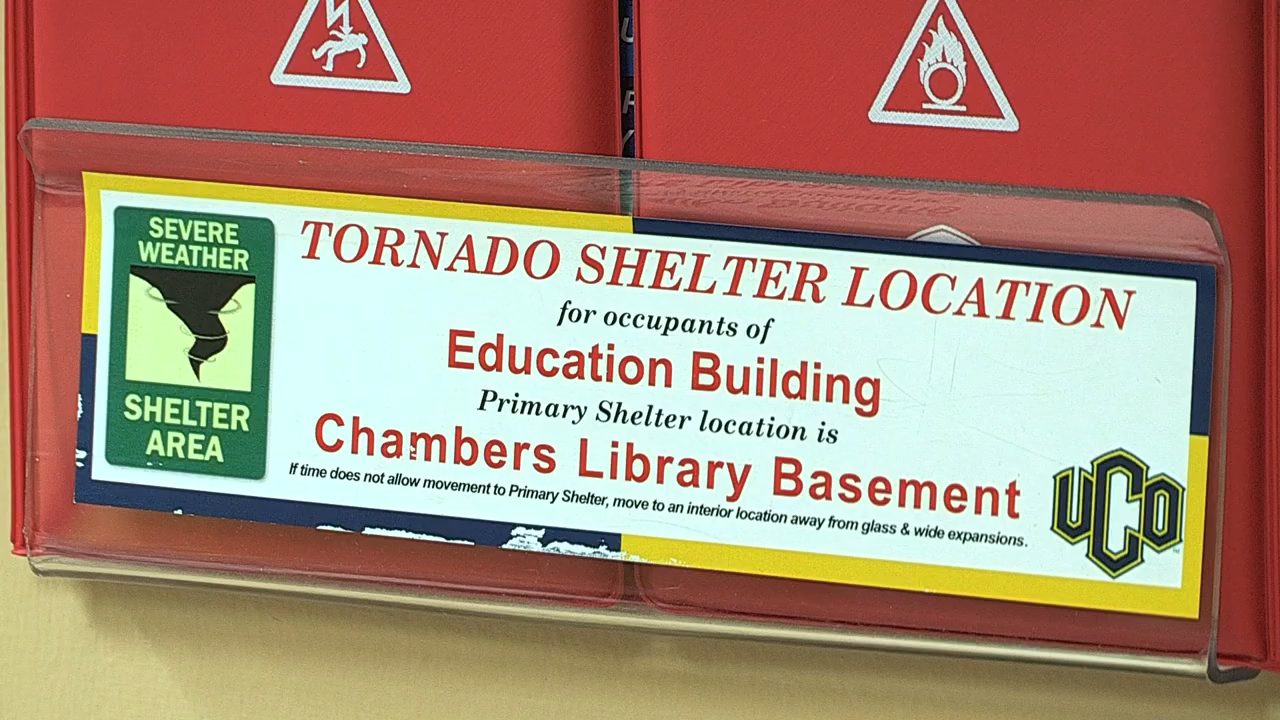 SEVERE
WEATHER
SHELTER
AREA
TORNADO SHELTER LOCATION
for occupants of
Education Building
Primary Shelter location is
Chambers Library Basement
If time does not allow movement to Primary Shelter, move to an interior location away from glass & wide expansions.
UCO